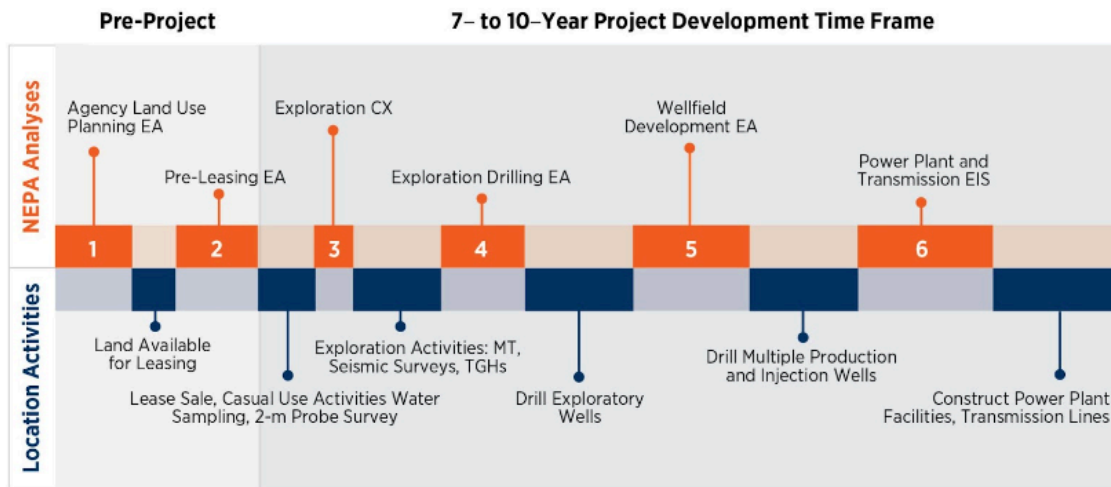 Pre-Project
7– to 10–Year Project Development Time Frame
NEPA Analyses
Agency Land Use
Planning EA
Pre-Leasing EA
Exploration CX
Exploration Drilling EA
Wellfield
Development EA
Power Plant and
Transmission EIS
1
2
3
4
5
6
Location Activities
Land Available
for Leasing
Lease Sale, Casual Use Activities Water
Sampling, 2-m Probe Survey
Exploration Activities: MT,
Seismic Surveys, TGHs
Drill Exploratory
Wells
Drill Multiple Production
and Injection Wells
Construct Power Plant
Facilities, Transmission Lines